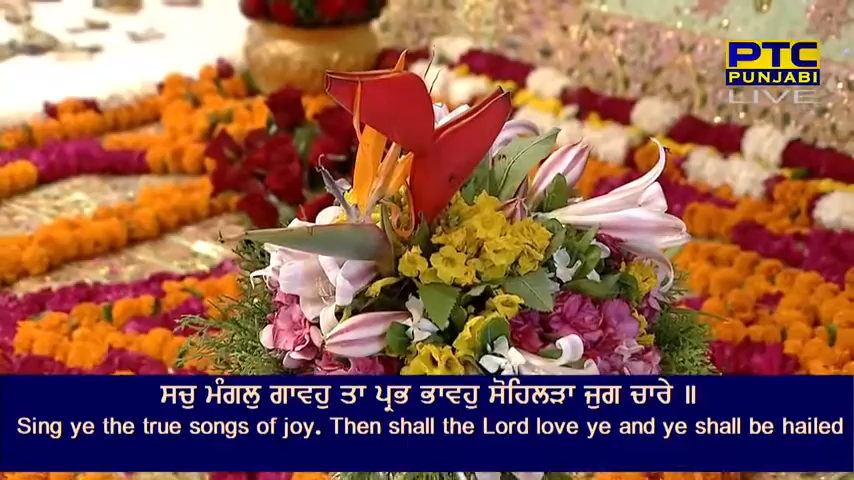 PTC
PUNJABI
LIVE
ਸਚੁ ਮੰਗਲੁ ਗਾਵਹੁ ਤਾ ਪ੍ਰਭ ਭਾਵਹੁ ਸੋਹਿਲੜਾ ਜੁਗ ਚਾਰੇ ॥
Sing ye the true songs of joy. Then shall the Lord love ye and ye shall be hailed